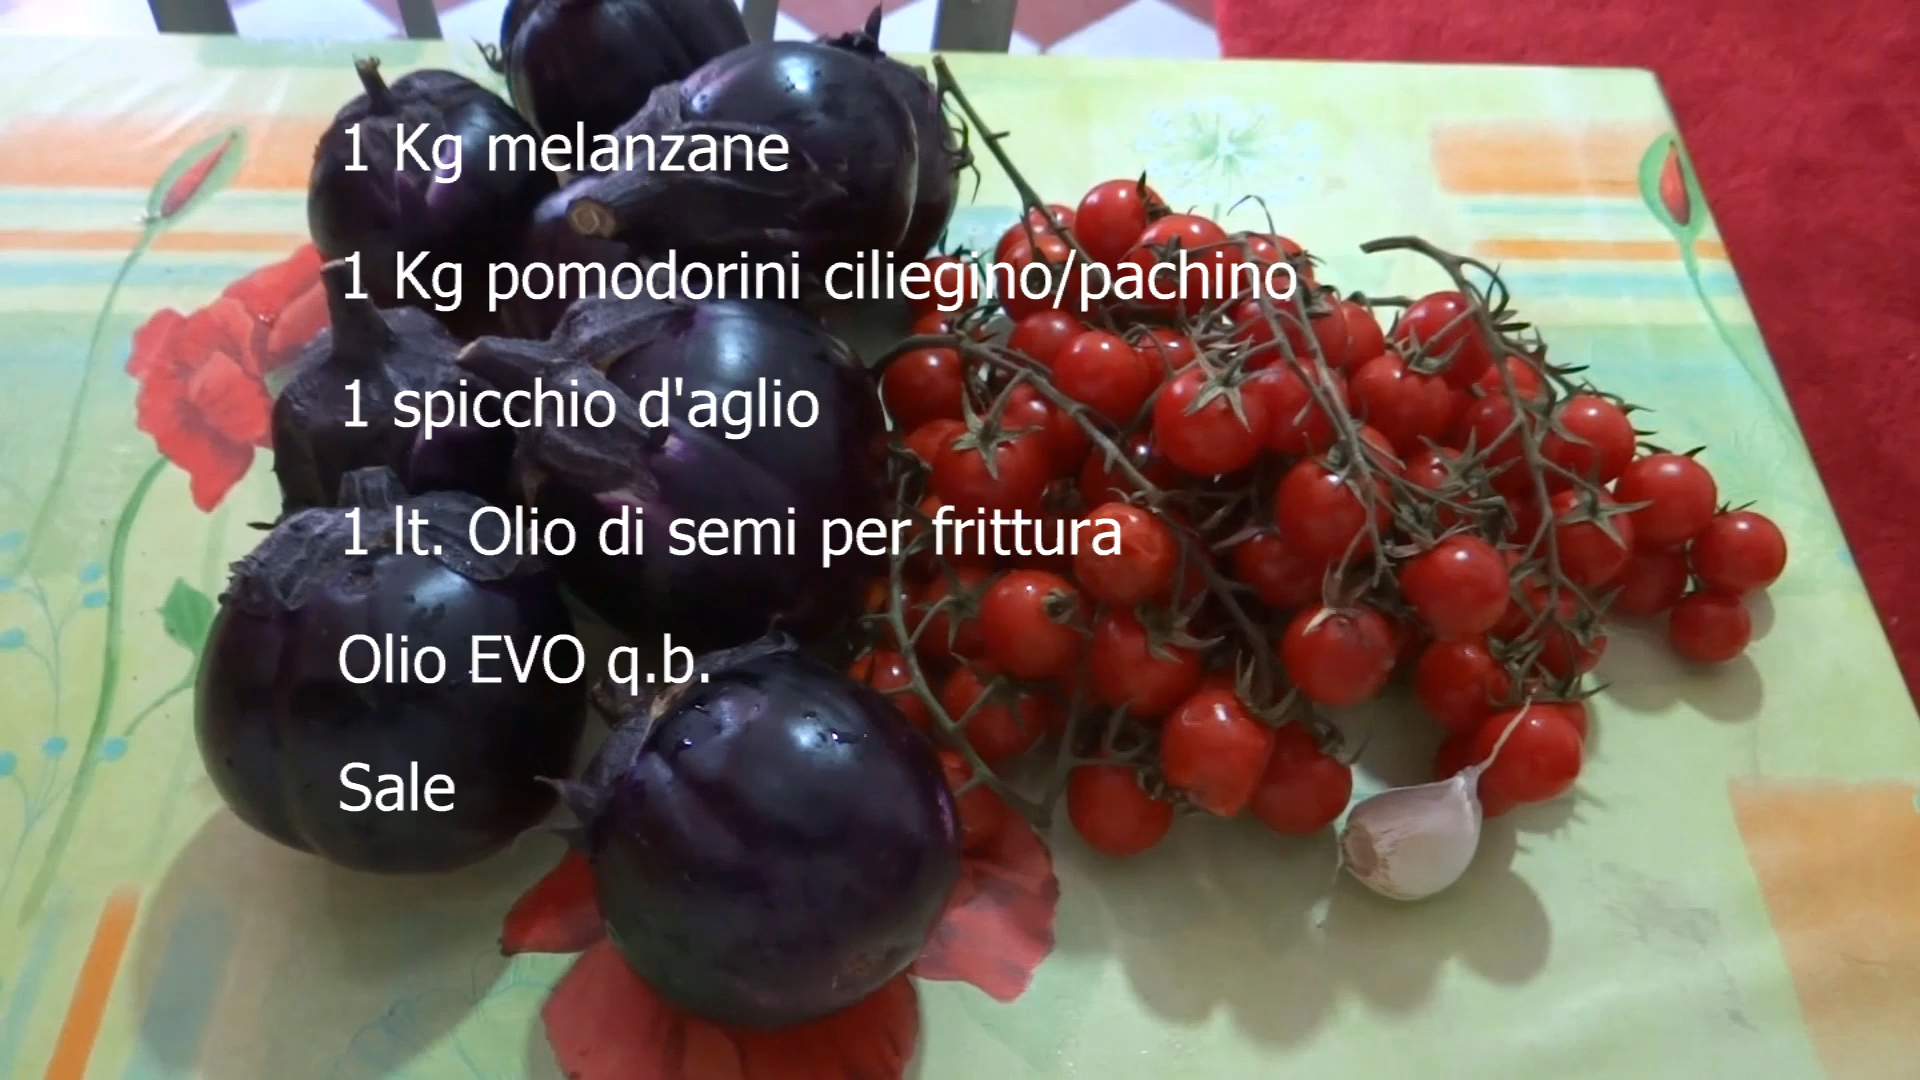 1 Kg melanzane
1 Kg pomodorini ciliegino/pachino
1 spicchio d'aglio
1 lt. Olio di semi per frittura
Olio EVO q.b.
Sale